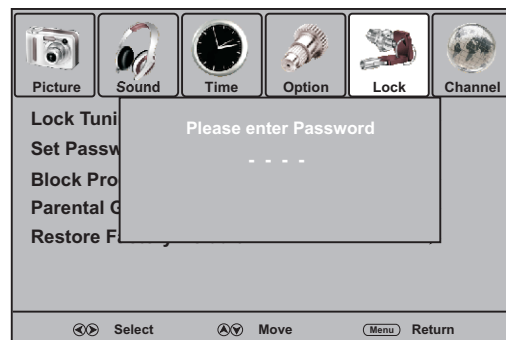 Picture Sound Time Option Lock Channel
Lock Tuni
Please enter Password
Set Passw
- - - -
Block Pro
Parental G
Restore F
Select Move Menu Return